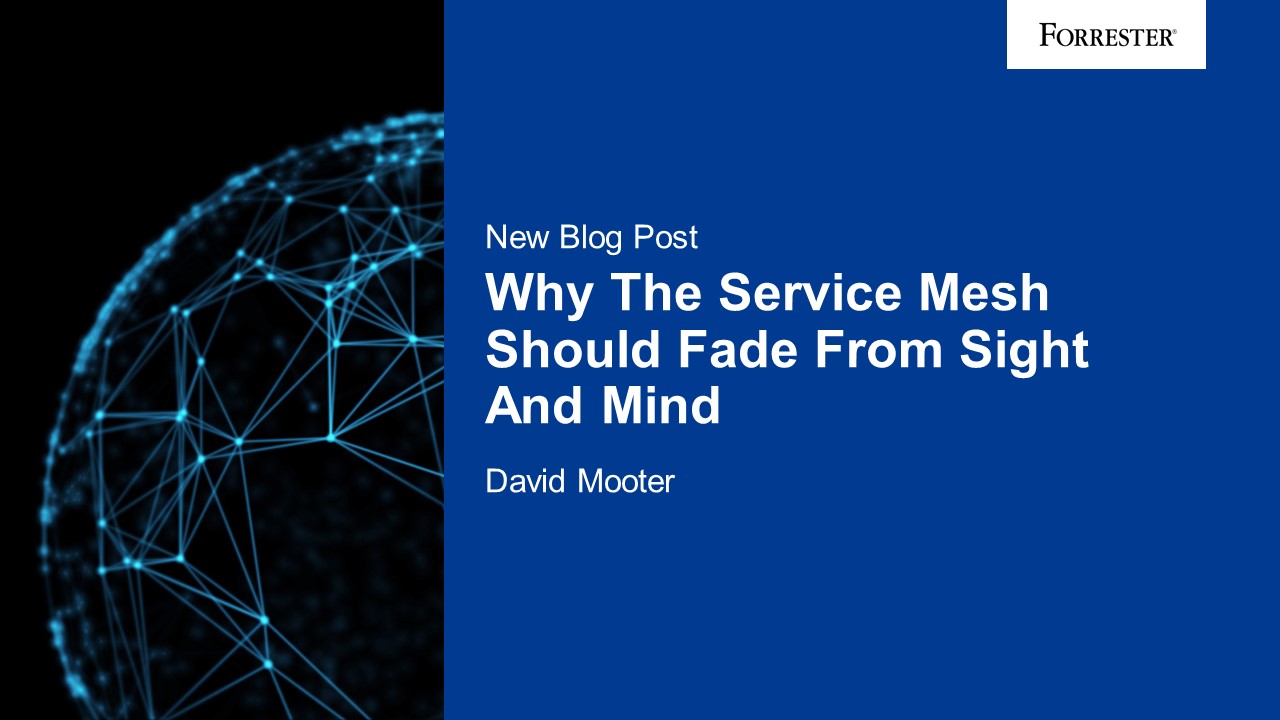 FORRESTER®
New Blog Post
Why The Service Mesh
Should Fade From Sight
And Mind
David Mooter